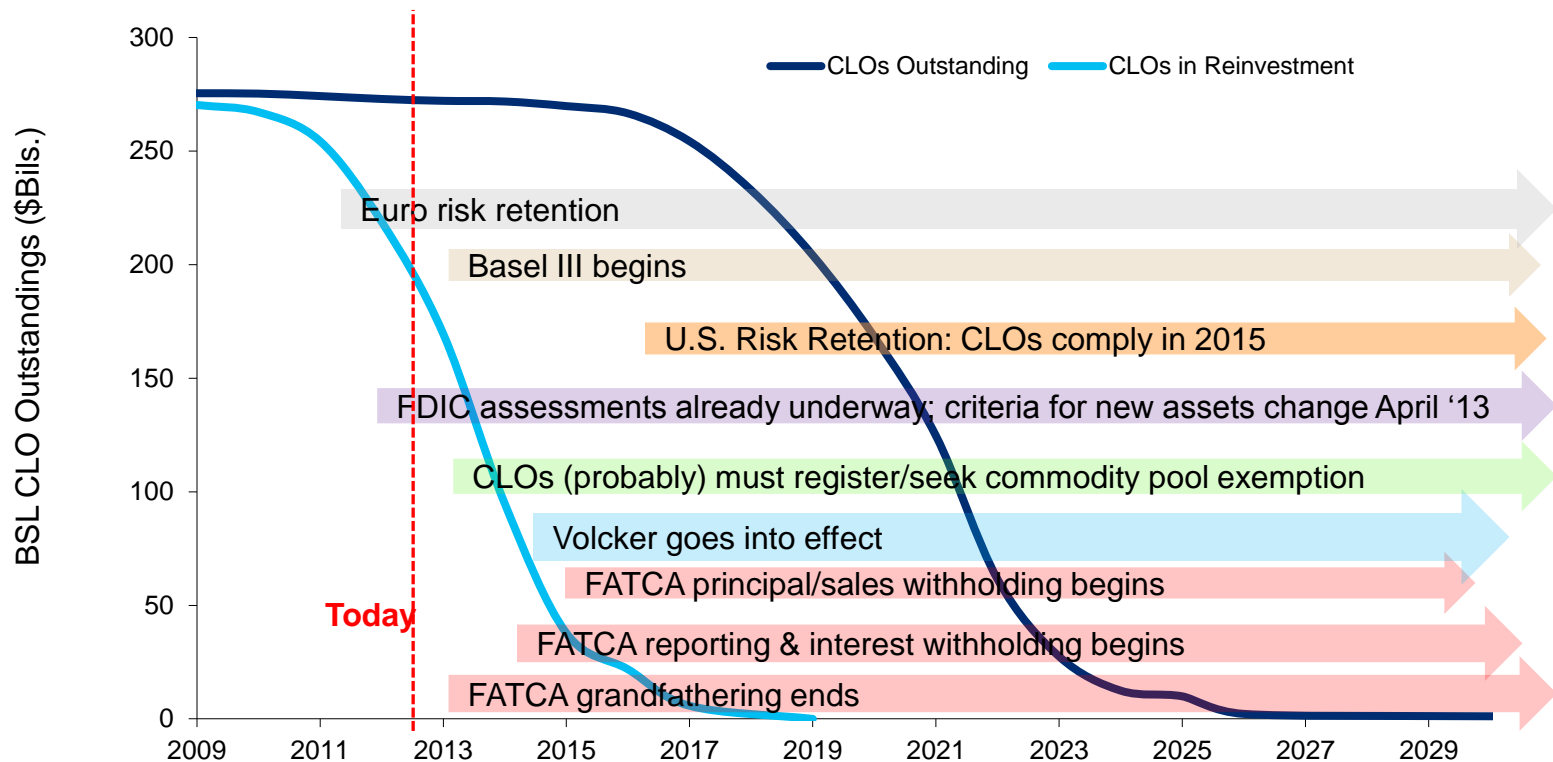 BSL CLO Outstandings ($Bils.)
300
250
200
150
100
50
0
CLOs Outstanding
CLOs in Reinvestment
Euro risk retention
Basel III begins
U.S. Risk Retention: CLOs comply in 2015
FDIC assessments already underway; criteria for new assets change April ‘13
CLOs (probably) must register/seek commodity pool exemption
Volcker goes into effect
FATCA principal/sales withholding begins
Today
FATCA reporting & interest withholding begins
FATCA grandfathering ends
2009
2011
2013
2015
2017
2019
2021
2023
2025
2027
2029